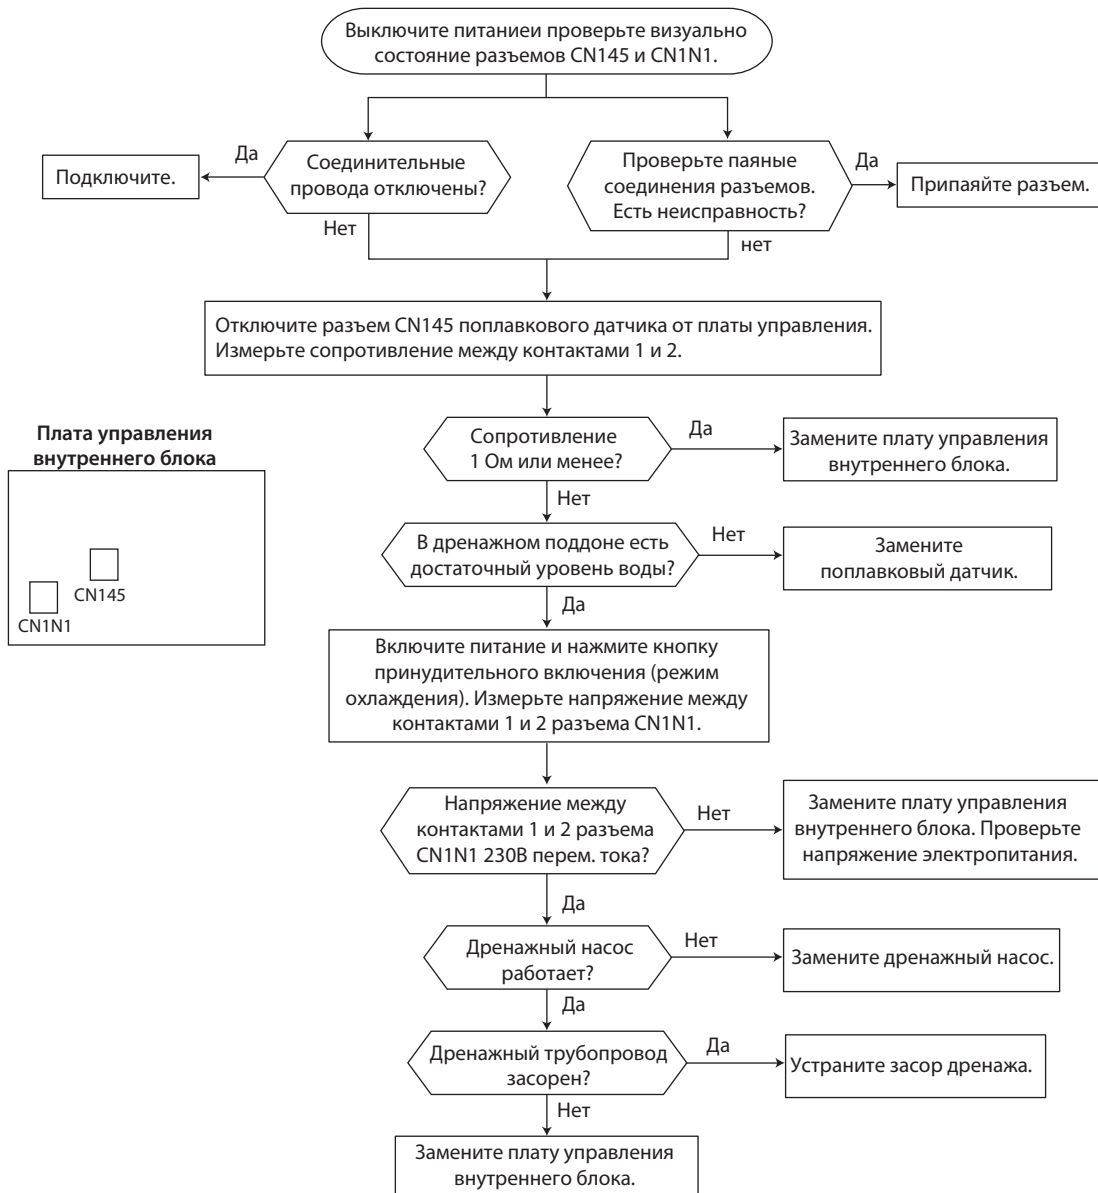 Выключите питаниеи проверьте визуально
состояние разъемов CN145 и CN1N1.
Да
Соединительные
провода отключены?
Подключите.
Нет
Проверьте паяные
соединения разъемов.
Есть неисправность?
Да
Припаяйте разъем.
нет
Отключите разъем CN145 поплавкового датчика от платы управления.
Измерьте сопротивление между контактами 1 и 2.
Плата управления
внутреннего блока
CN145
CN1N1
Сопротивление
1 Ом или менее?
Да
Замените плату управления
внутреннего блока.
Нет
В дренажном поддоне есть
достаточный уровень воды?
Нет
Замените
поплавковый датчик.
Да
Включите питание и нажмите кнопку
принудительного включения (режим
охлаждения). Измерьте напряжение между
контактами 1 и 2 разъема CN1N1.
Напряжение между
контактами 1 и 2 разъема
CN1N1 230В перем. тока?
Нет
Замените плату управления
внутреннего блока. Проверьте
напряжение электропитания.
Да
Дренажный насос
работает?
Нет
Замените дренажный насос.
Да
Дренажный трубопровод
засорен?
Да
Устраните засор дренажа.
Нет
Замените плату управления
внутреннего блока.